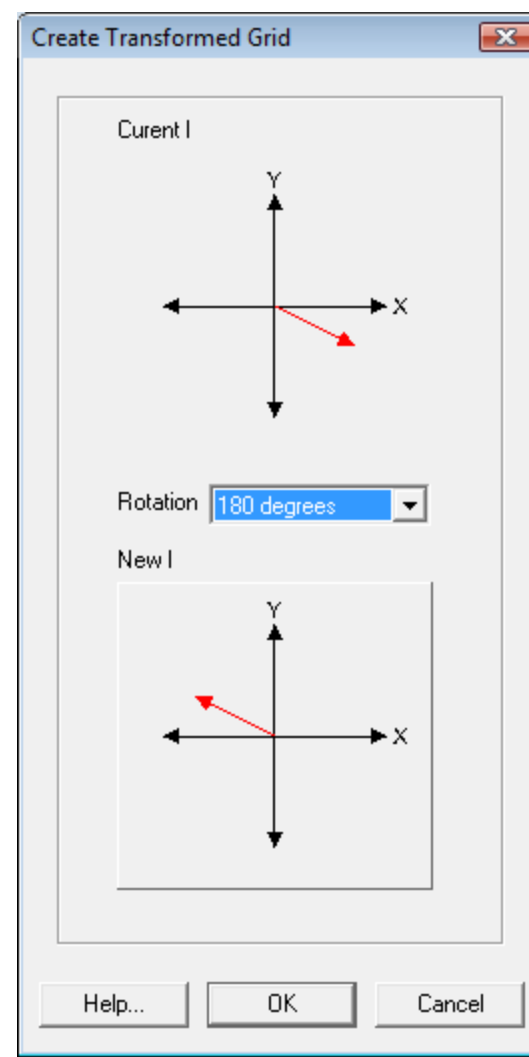 Create Transformed Grid
Curent I
Y
X
Rotation 180 degrees
New I
Y
X
Help... OK Cancel